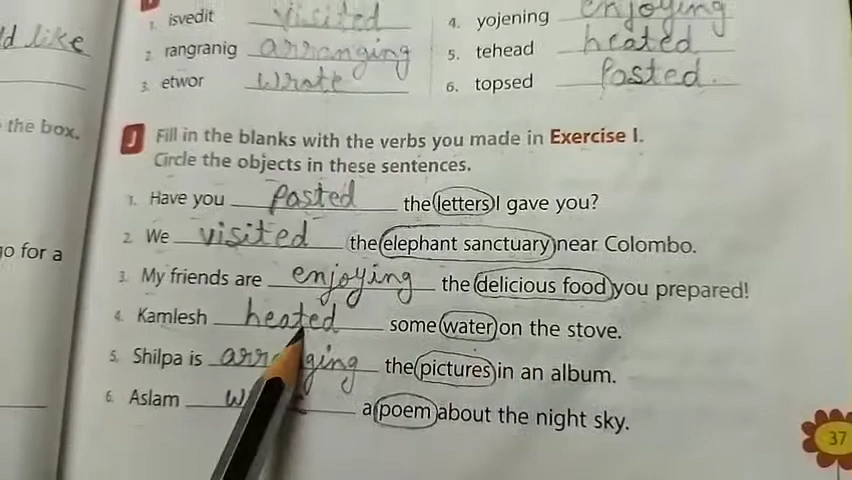 1. isvedit visited 4. yojening enjoying
ld like 2. rangranig arranging 5. tehead heated
3. etwor wrote 6. topsed Posted.
the box. J Fill in the blanks with the verbs you made in Exercise I.
Circle the objects in these sentences.
1. Have you Posted the letters I gave you?
2. We visited the elephant sanctuary near Colombo.
go for a 3. My friends are enjoying the delicious food you prepared!
4. Kamlesh heated some water on the stove.
5. Shilpa is arranging the pictures in an album.
6. Aslam a poem about the night sky.
37